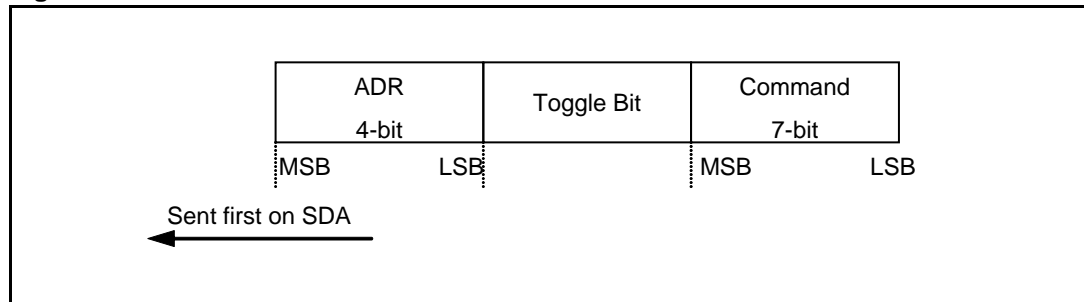 ADR
4-bit
Toggle Bit
Command
7-bit
MSB LSB MSB LSB
Sent first on SDA